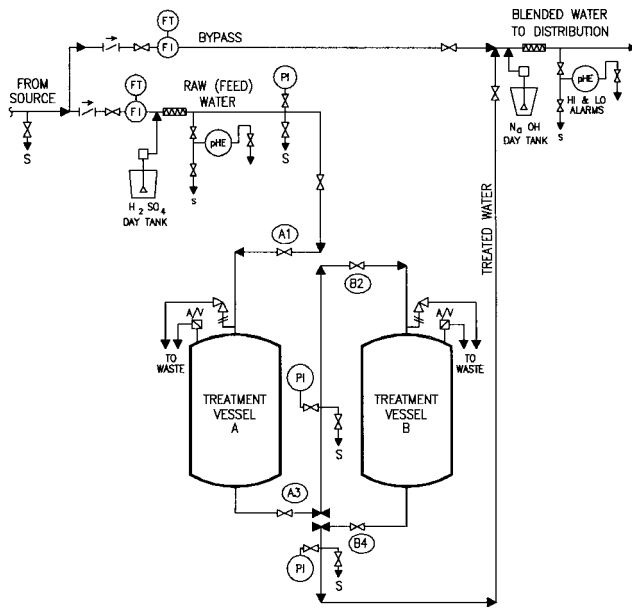 FT
FI
BYPASS
BLENDED WATER
TO DISTRIBUTION
FROM
SOURCE
FT
FI
RAW (FEED)
WATER
PI
pHE
HI & LO
ALARMS
S
Na OH
DAY TANK
S
pHE
S
S
H2 SO4
DAY TANK
S
TREATED WATER
A1
B2
A/V
A/V
TO
WASTE
TO
WASTE
TREATMENT
VESSEL
A
PI
TREATMENT
VESSEL
B
S
A3
B4
PI
S